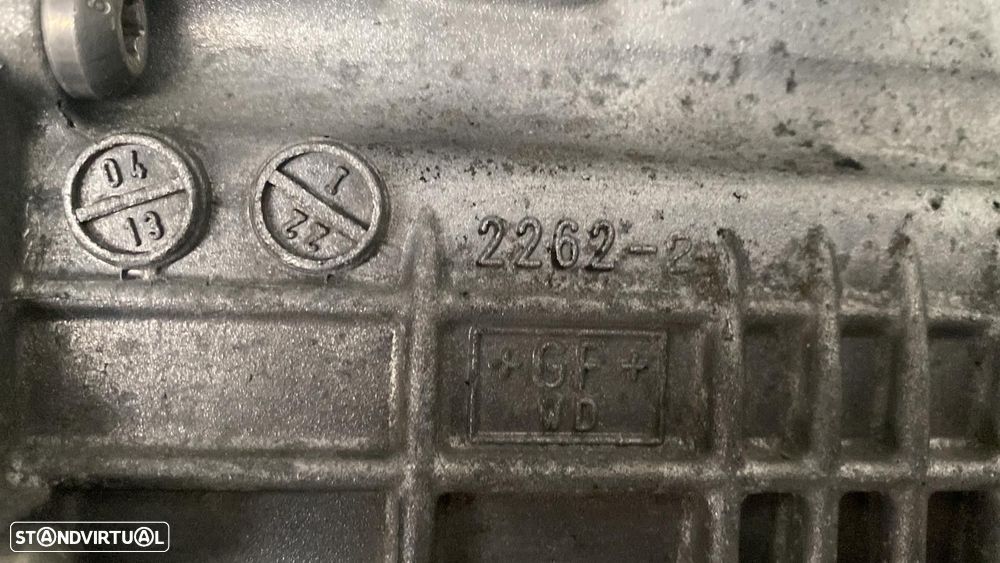 04
13
1
22
2262-2
+GF+
WD
STANDVIRTUAL